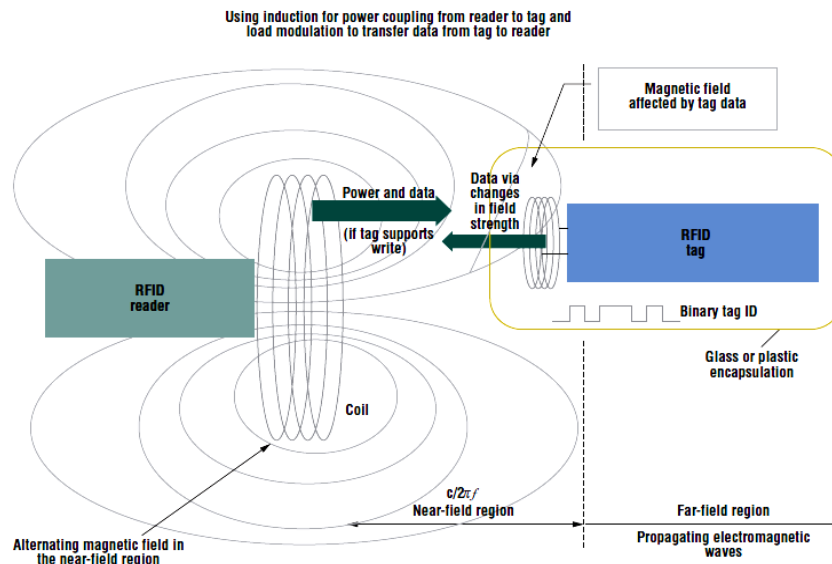 Using induction for power coupling from reader to tag and
load modulation to transfer data from tag to reader
Magnetic field
affected by tag data
Power and data
(if tag supports
write)
Data via
changes
in field
strength
RFID
tag
RFID
reader
Binary tag ID
Glass or plastic
encapsulation
Coil
c/2πf
Near-field region
Far-field region
Propagating electromagnetic
waves
Alternating magnetic field in
the near-field region